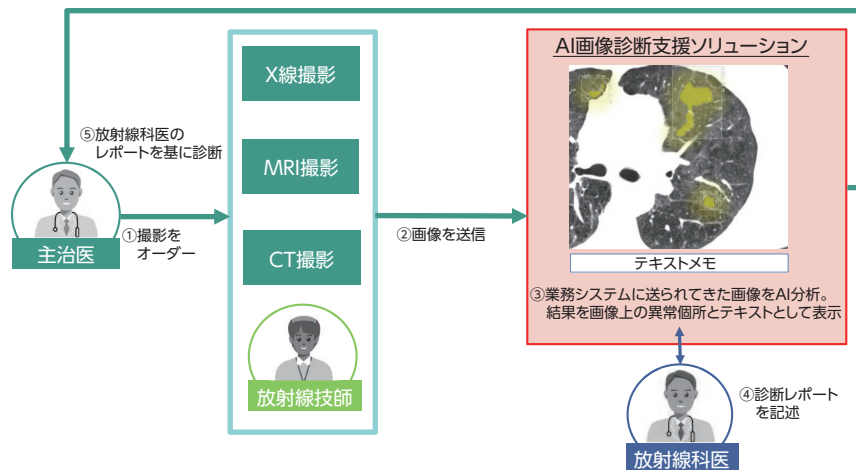 AI画像診断支援ソリューション
X線撮影
⑤放射線科医の
レポートを基に診断
MRI撮影
主治医
①撮影を
オーダー
CT撮影
②画像を送信
テキストメモ
③業務システムに送られてきた画像をAI分析。
結果を画像上の異常個所とテキストとして表示
放射線技師
④診断レポート
を記述
放射線科医